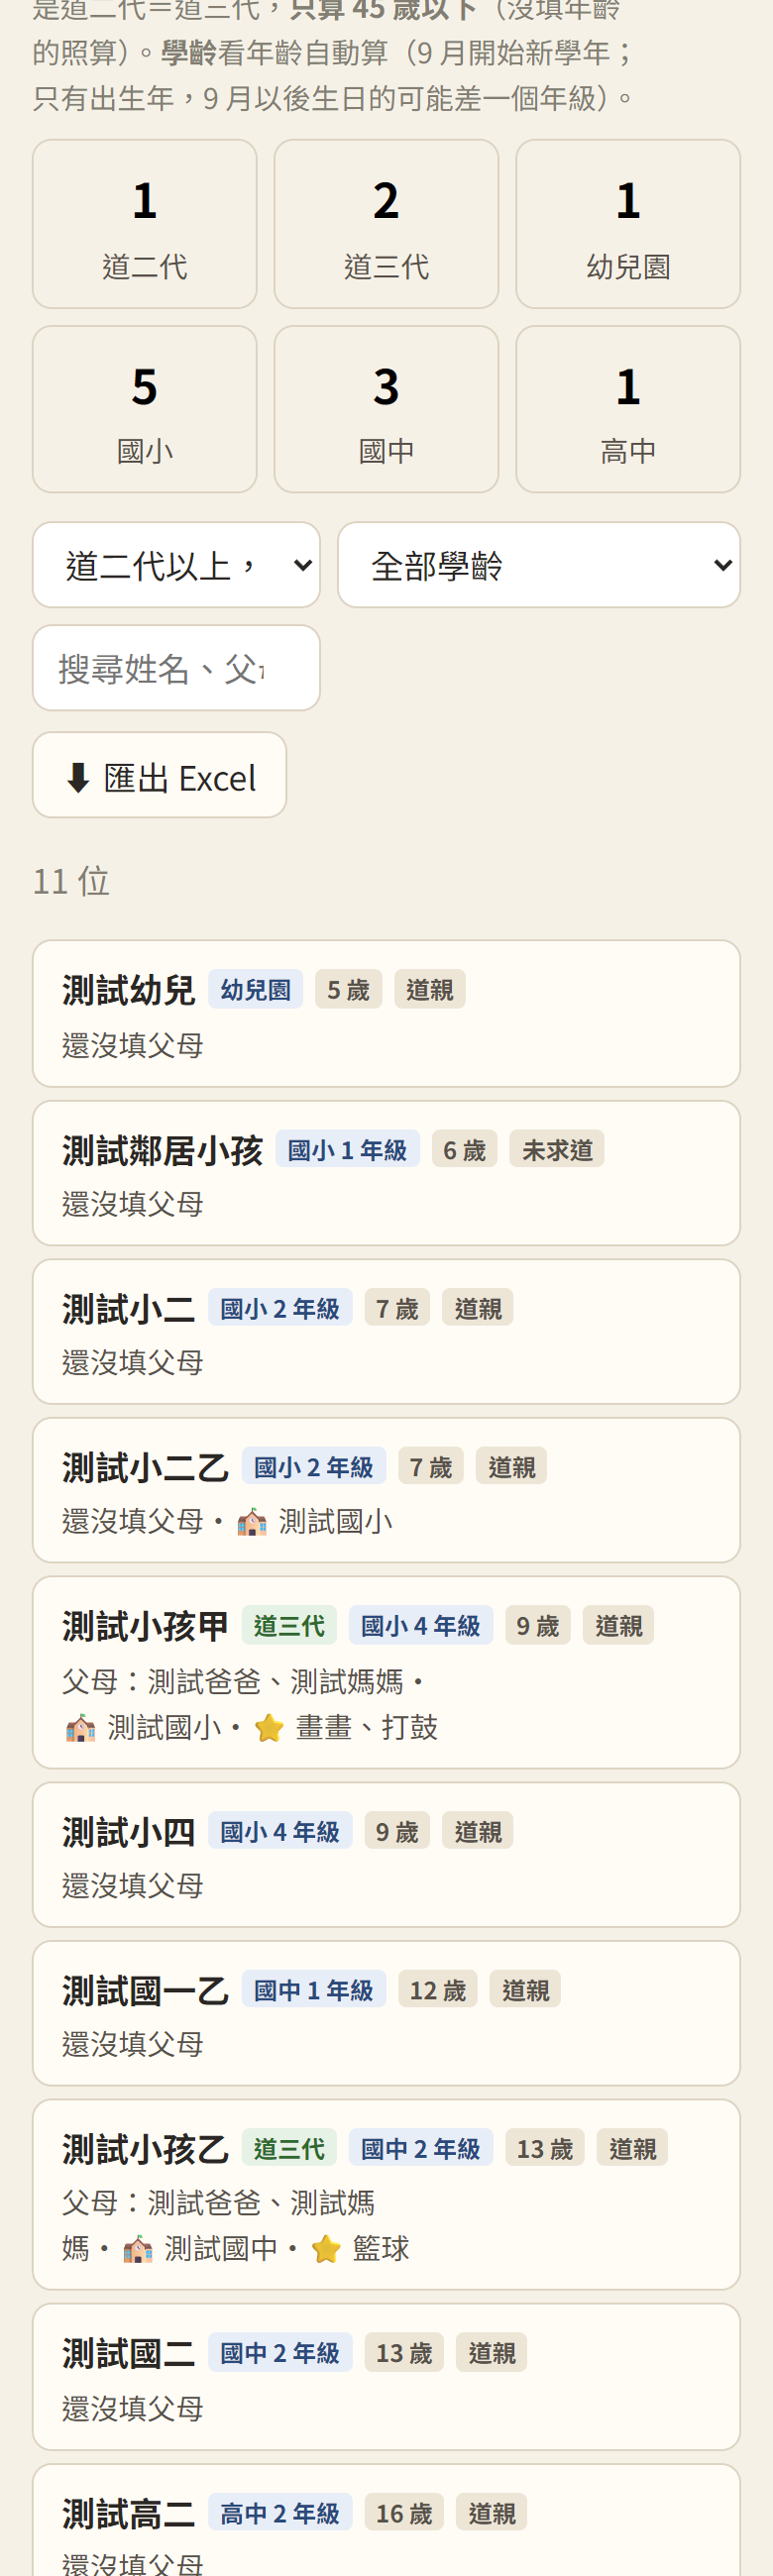 是道二代＝道三代，只算 45 歲以下（沒填年齡
的照算）。學齡看年齡自動算（9 月開始新學年；
只有出生年，9 月以後生日的可能差一個年級）。
1
道二代
2
道三代
1
幼兒園
5
國小
3
國中
1
高中
道二代以上，
全部學齡
搜尋姓名、父
⬇ 匯出 Excel
11 位
測試幼兒 幼兒園 5 歲 道親
還沒填父母
測試鄰居小孩 國小 1 年級 6 歲 未求道
還沒填父母
測試小二 國小 2 年級 7 歲 道親
還沒填父母
測試小二乙 國小 2 年級 7 歲 道親
還沒填父母・🏫 測試國小
測試小孩甲 道三代 國小 4 年級 9 歲 道親
父母：測試爸爸、測試媽媽・
🏫 測試國小・⭐ 畫畫、打鼓
測試小四 國小 4 年級 9 歲 道親
還沒填父母
測試國一乙 國中 1 年級 12 歲 道親
還沒填父母
測試小孩乙 道三代 國中 2 年級 13 歲 道親
父母：測試爸爸、測試媽
媽・🏫 測試國中・⭐ 籃球
測試國二 國中 2 年級 13 歲 道親
還沒填父母
測試高二 高中 2 年級 16 歲 道親
還沒填父母